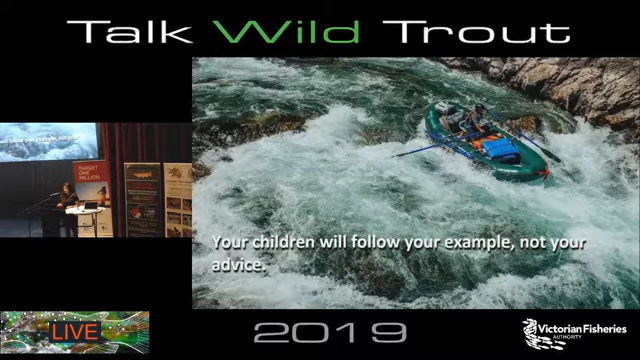 Talk Wild Trout
TARGET
ONE
MILLION
Your children will follow your example, not your
advice.
LIVE
2019
Victorian Fisheries
AUTHORITY